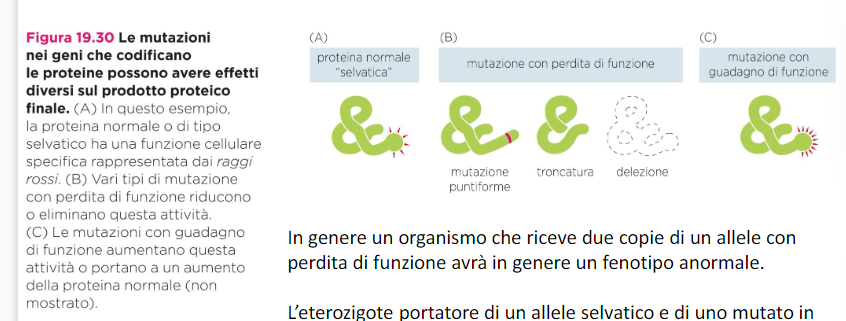 Figura 19.30 Le mutazioni
nei geni che codificano
le proteine possono avere effetti
diversi sul prodotto proteico
finale. (A) In questo esempio,
la proteina normale o di tipo
selvatico ha una funzione cellulare
specifica rappresentata dai raggi
rossi. (B) Vari tipi di mutazione
con perdita di funzione riducono
o eliminano questa attività.
(C) Le mutazioni con guadagno
di funzione aumentano questa
attività o portano a un aumento
della proteina normale (non
mostrato).
(A)
proteina normale
"selvatica"
(B)
mutazione con perdita di funzione
mutazione
puntiforme
troncatura
delezione
(C)
mutazione con
guadagno di funzione
In genere un organismo che riceve due copie di un allele con
perdita di funzione avrà in genere un fenotipo anormale.
L'eterozigote portatore di un allele selvatico e di uno mutato in